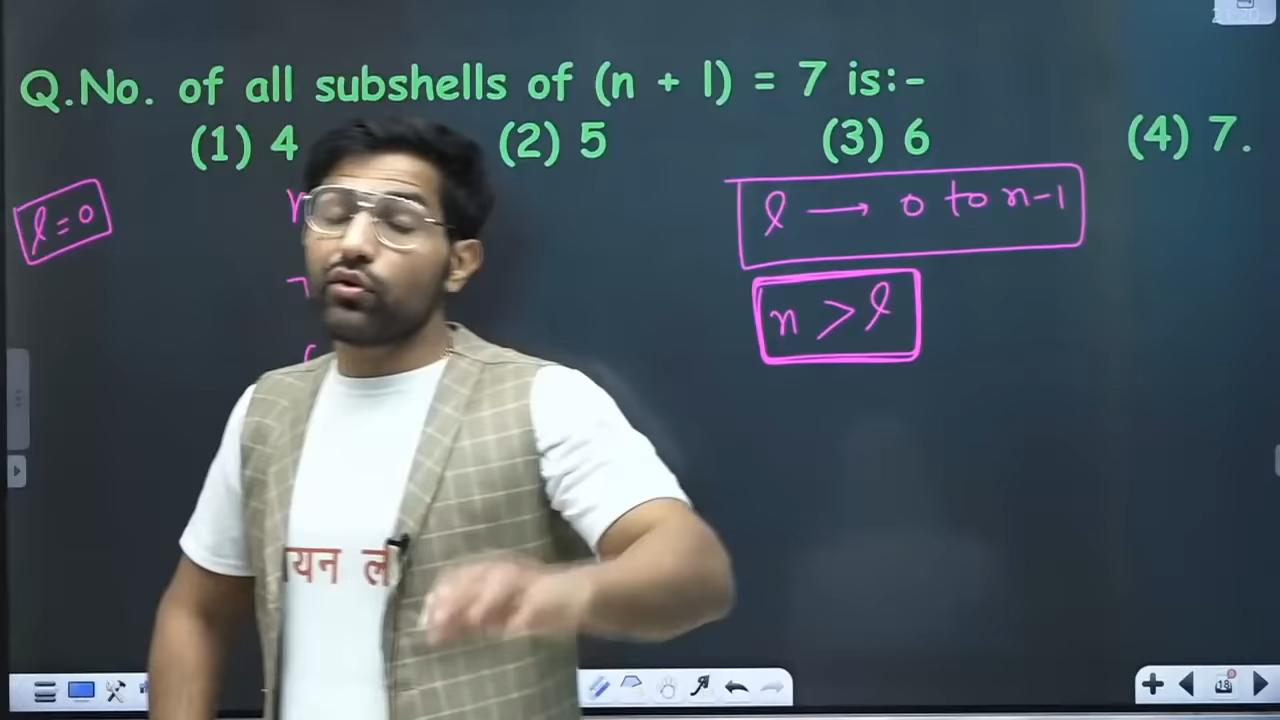 Q.No. of all subshells of (n + l) = 7 is:-
(1) 4 (2) 5 (3) 6 (4) 7.
l = 0
l → 0 to n-1
n > l
यन ल
18